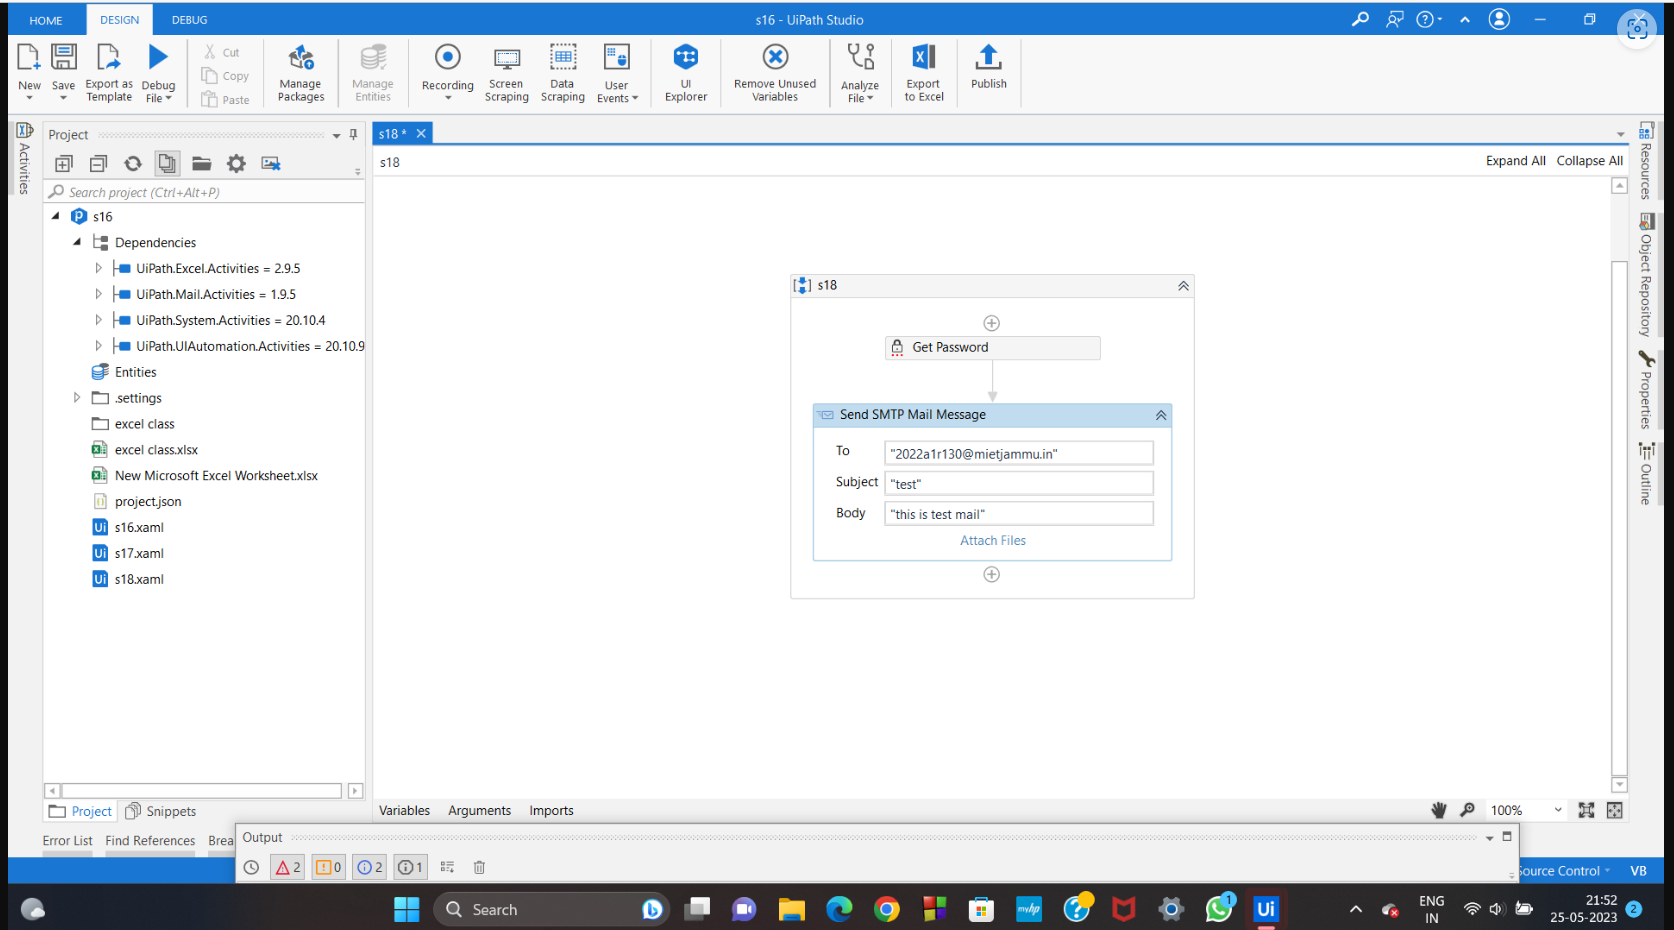 HOME DESIGN DEBUG s16 - UiPath Studio
New Save Export as Template Debug File Cut Copy Paste Manage Packages Manage Entities Recording Screen Scraping Data Scraping User Events UI Explorer Remove Unused Variables Analyze File Export to Excel Publish
Activities
Project
Search project (Ctrl+Alt+P)
s16
Dependencies
UiPath.Excel.Activities = 2.9.5
UiPath.Mail.Activities = 1.9.5
UiPath.System.Activities = 20.10.4
UiPath.UIAutomation.Activities = 20.10.9
Entities
.settings
excel class
excel class.xlsx
New Microsoft Excel Worksheet.xlsx
project.json
s16.xaml
s17.xaml
s18.xaml
Project Snippets
s18 *
s18 Expand All Collapse All
s18
Get Password
Send SMTP Mail Message
To "2022a1r130@mietjammu.in"
Subject "test"
Body "this is test mail"
Attach Files
Resources
Object Repository
Properties
Outline
Variables Arguments Imports 100%
Error List Find References Brea
Output
2 0 2 1
Source Control VB
Search myhp 1 Ui ENG IN 21:52 25-05-2023 2